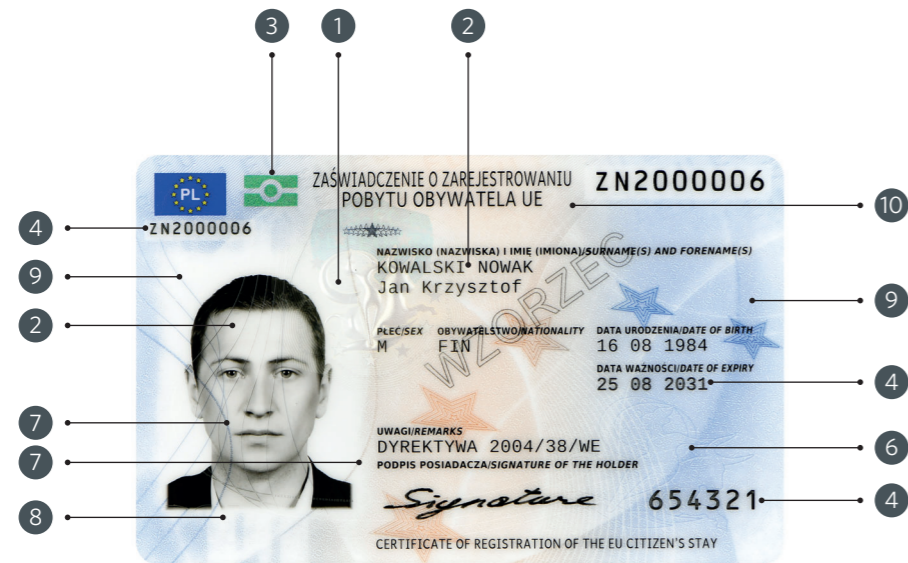 3 1 2
PL
ZAŚWIADCZENIE O ZAREJESTROWANIU
POBYTU OBYWATELA UE
ZN2000006
10
4
ZN2000006
NAZWISKO (NAZWISKA) I IMIĘ (IMIONA)/SURNAME(S) AND FORENAME(S)
KOWALSKI NOWAK
Jan Krzysztof
9
9
2
PŁEĆ/SEX OBYWATELSTWO/NATIONALITY DATA URODZENIA/DATE OF BIRTH
M FIN 16 08 1984
DATA WAŻNOŚCI/DATE OF EXPIRY
25 08 2031
4
WZORZEC
7
UWAGI/REMARKS
DYREKTYWA 2004/38/WE
6
7
PODPIS POSIADACZA/SIGNATURE OF THE HOLDER
Signature 654321
4
8
CERTIFICATE OF REGISTRATION OF THE EU CITIZEN'S STAY